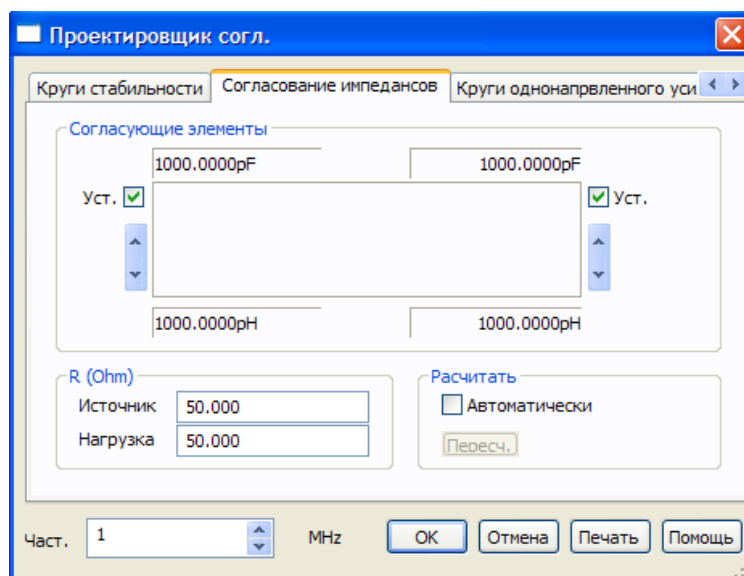 Проектировщик согл.
Круги стабильности Согласование импедансов Круги однонапрвленного уси
Согласующие элементы
1000.0000pF 1000.0000pF
Уст. Уст.
1000.0000pH 1000.0000pH
R (Ohm)
Источник 50.000
Нагрузка 50.000
Расчитать
Автоматически
Пересч.
Част. 1 MHz OK Отмена Печать Помощь